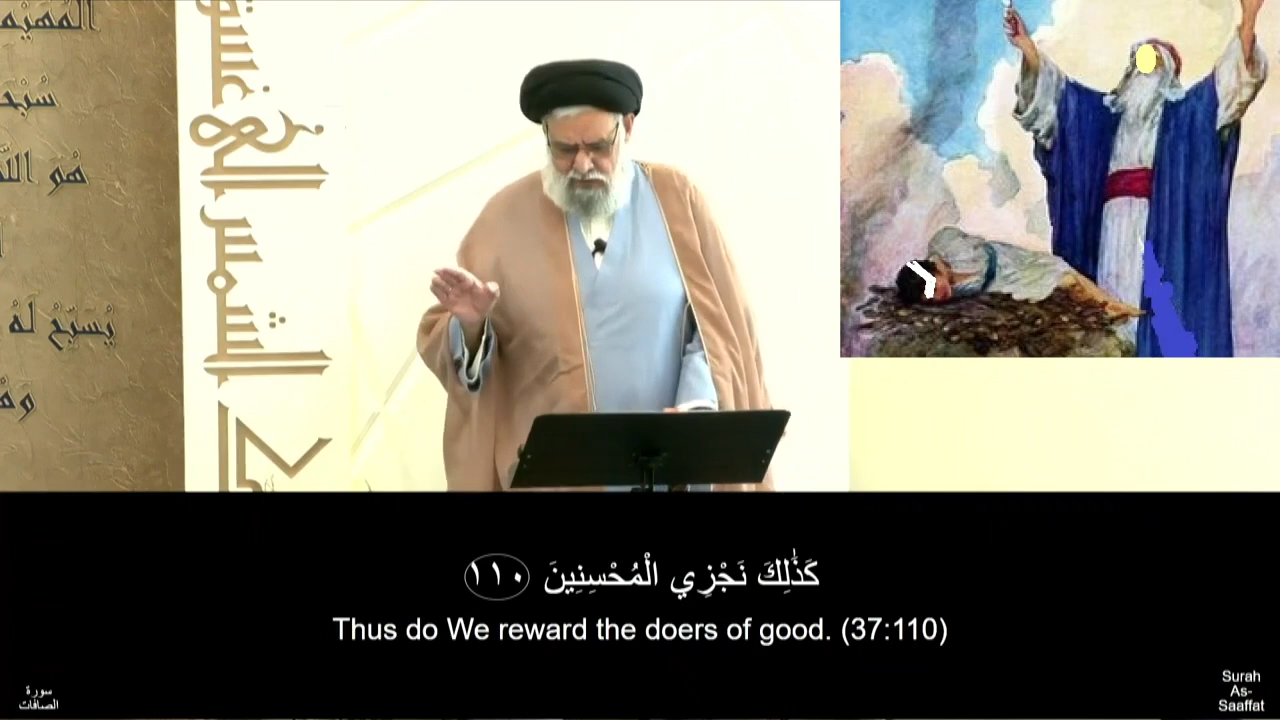 سُبْحَ
هُوَ
يُسَبِّحُ لَهُ
كَذَٰلِكَ نَجْزِي الْمُحْسِنِينَ ١١٠
Thus do We reward the doers of good. (37:110)
سورة
الصافات
Surah
As-
Saaffat